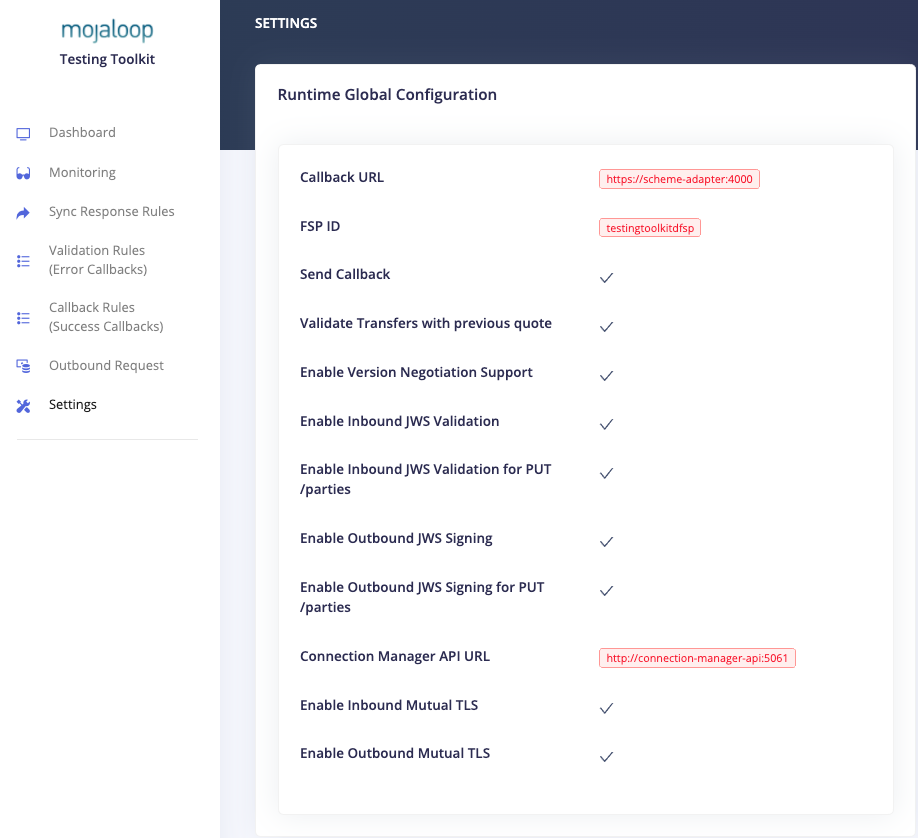 mojaloop
Testing Toolkit
Dashboard
Monitoring
Sync Response Rules
Validation Rules
(Error Callbacks)
Callback Rules
(Success Callbacks)
Outbound Request
Settings
SETTINGS
Runtime Global Configuration
Callback URL https://scheme-adapter:4000
FSP ID testingtoolkitdfsp
Send Callback
Validate Transfers with previous quote
Enable Version Negotiation Support
Enable Inbound JWS Validation
Enable Inbound JWS Validation for PUT
/parties
Enable Outbound JWS Signing
Enable Outbound JWS Signing for PUT
/parties
Connection Manager API URL http://connection-manager-api:5061
Enable Inbound Mutual TLS
Enable Outbound Mutual TLS